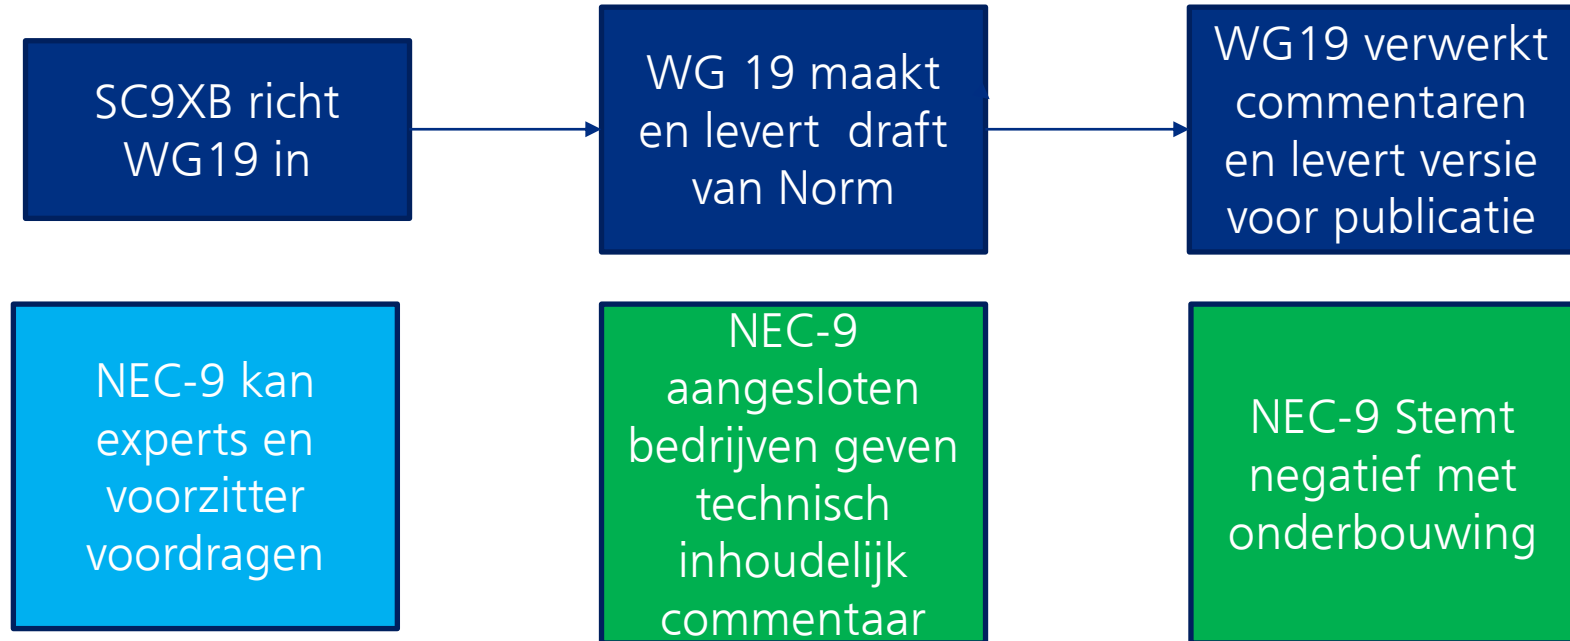 SC9XB richt
WG19 in
WG 19 maakt
en levert draft
van Norm
WG19 verwerkt
commentaren
en levert versie
voor publicatie
NEC-9 kan
experts en
voorzitter
voordragen
NEC-9
aangesloten
bedrijven geven
technisch
inhoudelijk
commentaar
NEC-9 Stemt
negatief met
onderbouwing